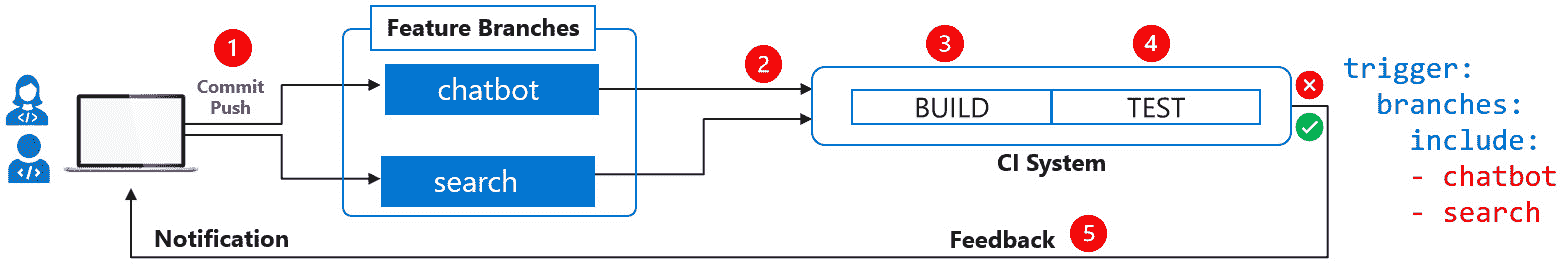 1
Commit
Push
Feature Branches
chatbot
search
2
3
4
BUILD
TEST
CI System
trigger:
branches:
include:
- chatbot
- search
Notification
Feedback
5